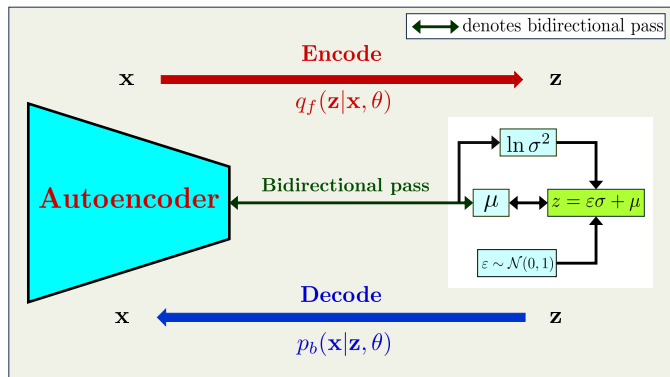 denotes bidirectional pass
Encode
x z
q_f(z|x, θ)
ln σ²
Autoencoder
Bidirectional pass
μ
z = εσ + μ
ε ∼ 𝒩(0, 1)
Decode
x z
p_b(x|z, θ)